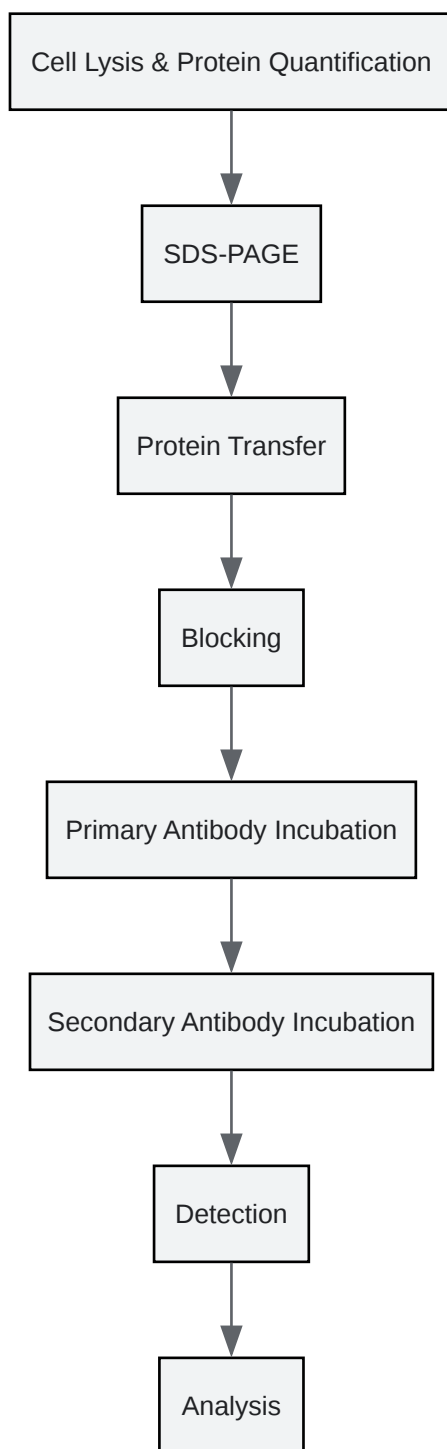 Cell Lysis & Protein Quantification
SDS-PAGE
Protein Transfer
Blocking
Primary Antibody Incubation
Secondary Antibody Incubation
Detection
Analysis